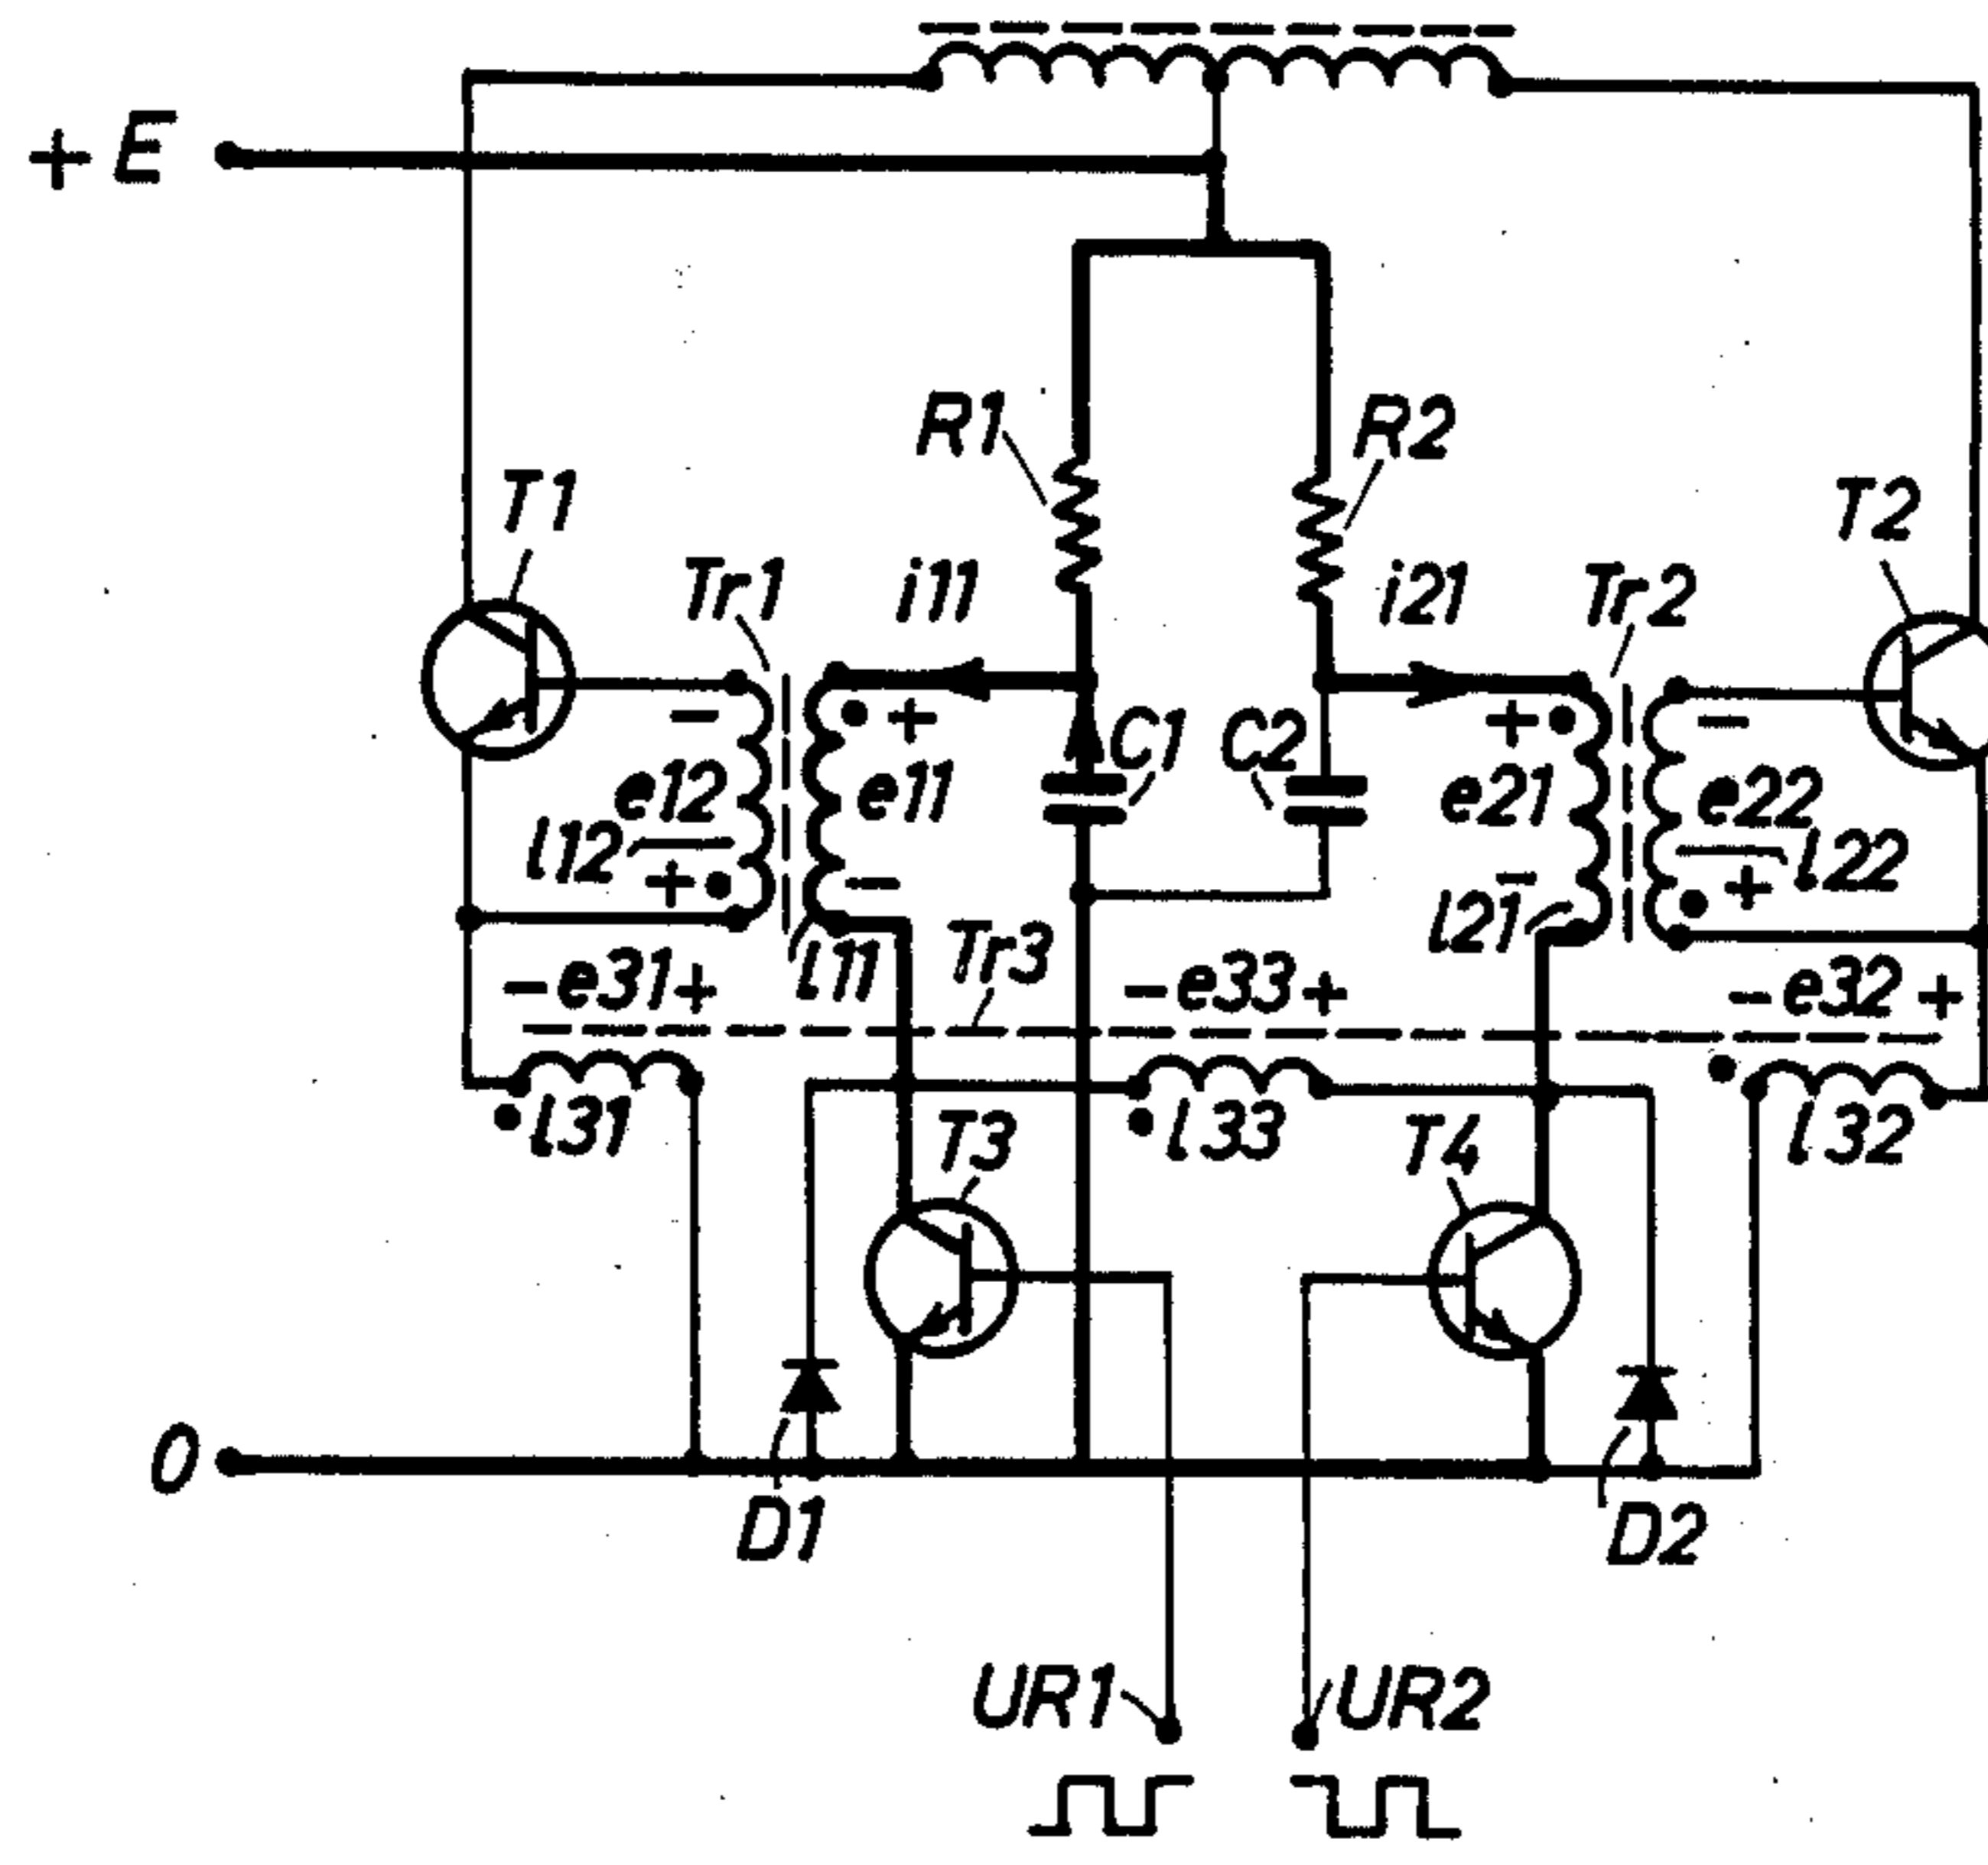 + E
R1 R2
T1 T2
Tr1 i11 i21 Tr2
- + + -
C1 C2
e12 e11 e21 e22
l12 l22
+ - - +
l21
l11 Tr3
- e31 + - e33 + - e32 +
l31 l33 l32
T3 T4
0
D1 D2
UR1 UR2